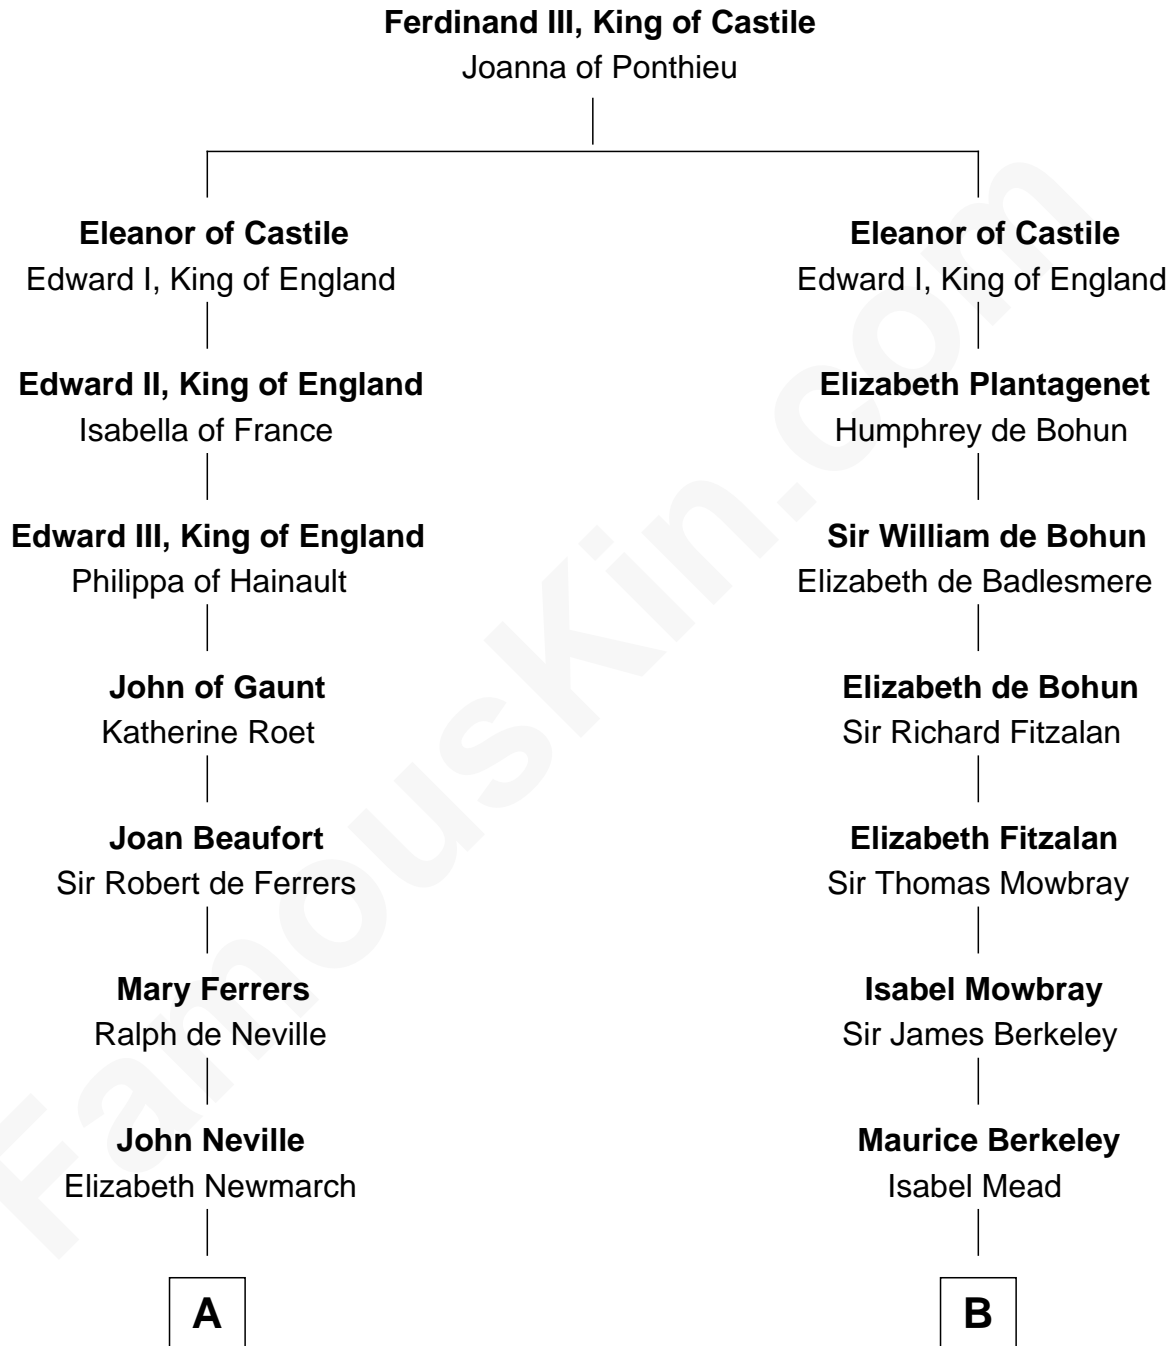 Ferdinand III, King of Castile
Joanna of Ponthieu
Eleanor of Castile
Edward I, King of England
Eleanor of Castile
Edward I, King of England
Edward II, King of England
Isabella of France
Elizabeth Plantagenet
Humphrey de Bohun
Edward III, King of England
Philippa of Hainault
Sir William de Bohun
Elizabeth de Badlesmere
John of Gaunt
Katherine Roet
Elizabeth de Bohun
Sir Richard Fitzalan
Joan Beaufort
Sir Robert de Ferrers
Elizabeth Fitzalan
Sir Thomas Mowbray
Mary Ferrers
Ralph de Neville
Isabel Mowbray
Sir James Berkeley
John Neville
Elizabeth Newmarch
Maurice Berkeley
Isabel Mead
A
B
FamousKin.com